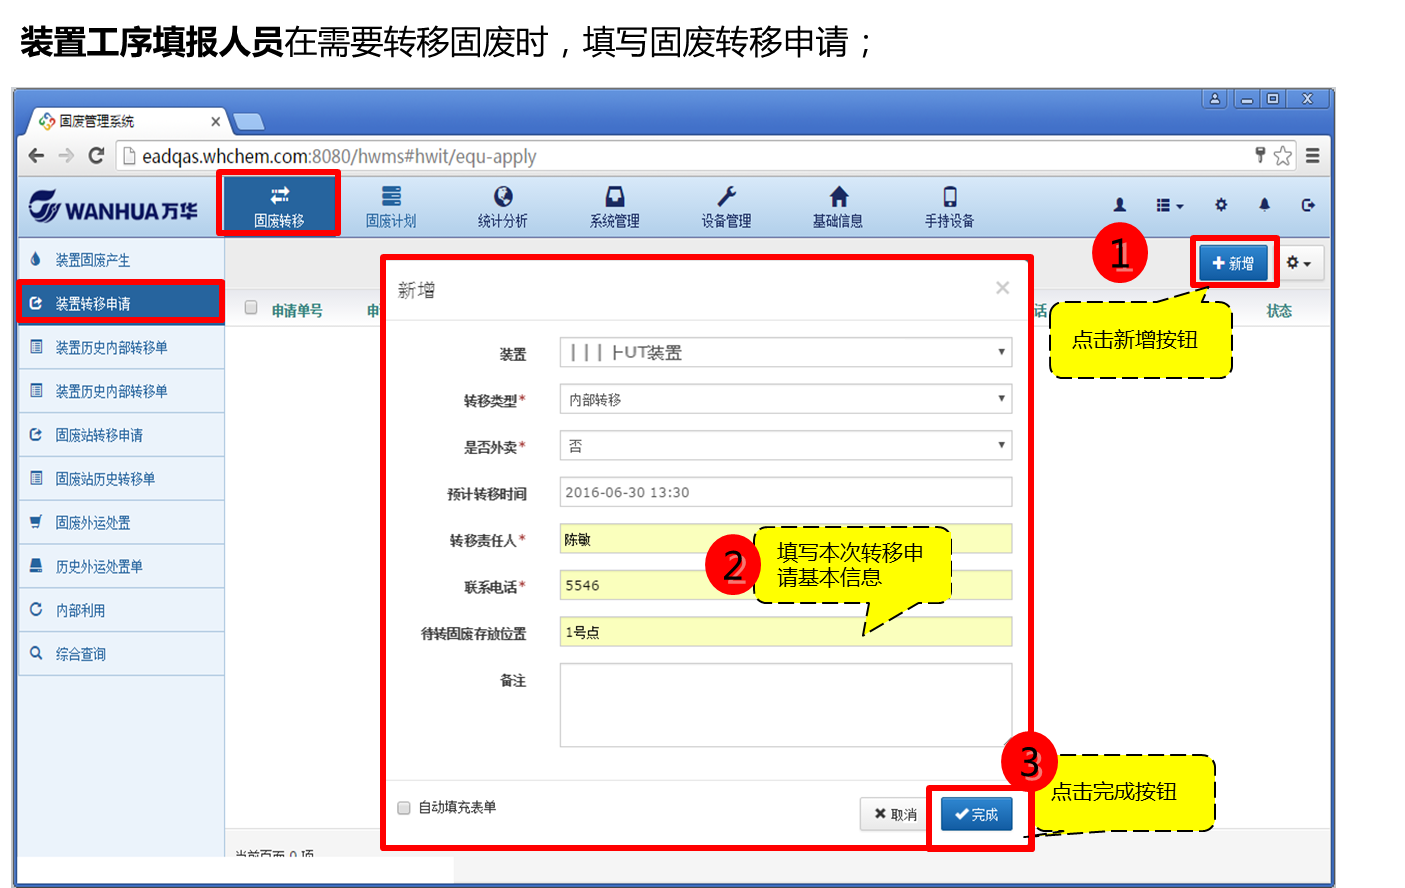 装置工序填报人员在需要转移固废时，填写固废转移申请；
固废管理系统
eadqas.whchem.com:8080/hwms#hwit/equ-apply
WANHUA万华
固废转移
固废计划
统计分析
系统管理
设备管理
基础信息
手持设备
装置固废产生
装置转移申请
装置历史内部转移单
装置历史内部转移单
固废站转移申请
固废站历史转移单
固废外运处置
历史外运处置单
内部利用
综合查询
1
新增
点击新增按钮
申请单号
申
话
状态
新增
装置
UT装置
转移类型*
内部转移
是否外卖*
否
预计转移时间
2016-06-30 13:30
转移责任人*
陈敏
联系电话*
5546
待转固废存放位置
1号点
备注
2
填写本次转移申
请基本信息
自动填充表单
取消
完成
3
点击完成按钮
当前页面 0 项